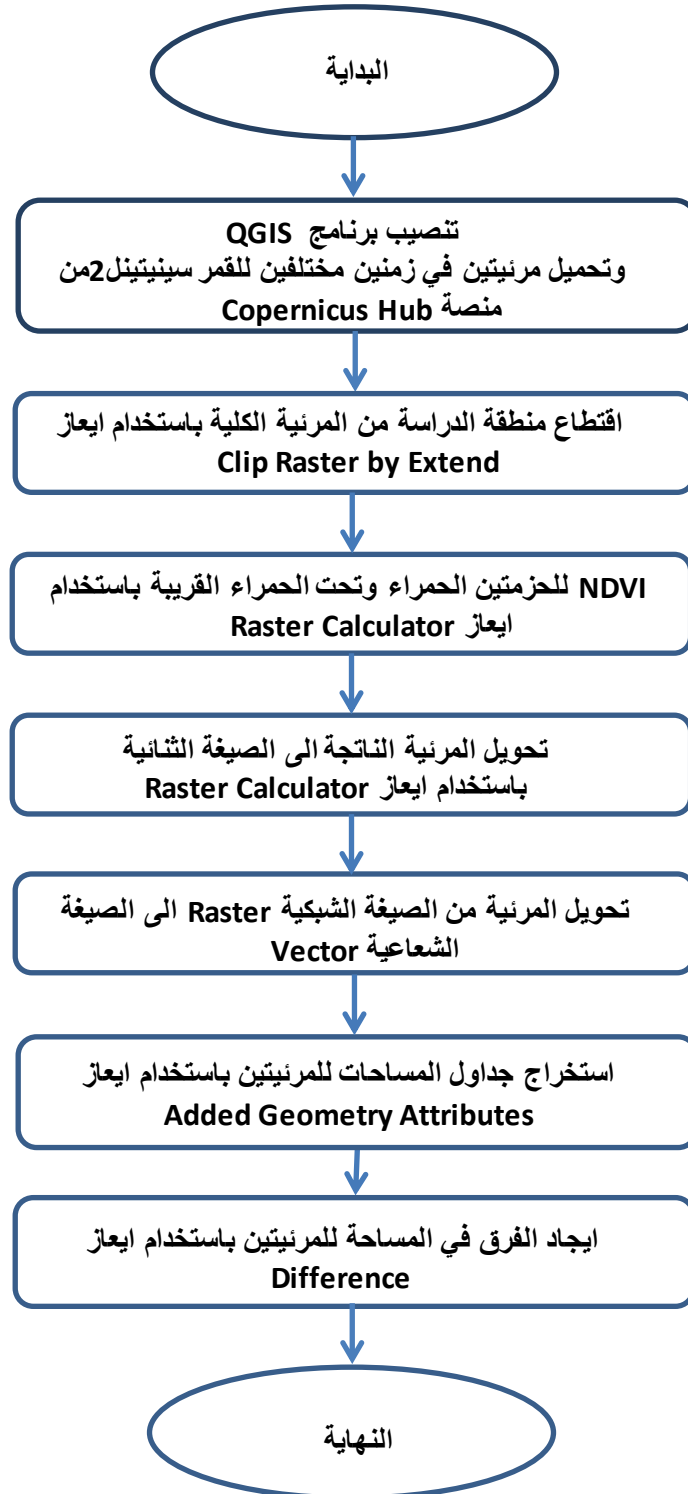 البداية
تنصيب برنامج QGIS
وتحميل مرئيتين في زمنين مختلفين للقمر سينيتينل2من
منصة Copernicus Hub
اقتطاع منطقة الدراسة من المرئية الكلية باستخدام ايعاز
Clip Raster by Extend
NDVI للحزمتين الحمراء وتحت الحمراء القريبة باستخدام
ايعاز Raster Calculator
تحويل المرئية الناتجة الى الصيغة الثنائية
باستخدام ايعاز Raster Calculator
تحويل المرئية من الصيغة الشبكية Raster الى الصيغة
الشعاعية Vector
استخراج جداول المساحات للمرئيتين باستخدام ايعاز
Added Geometry Attributes
ايجاد الفرق في المساحة للمرئيتين باستخدام ايعاز
Difference
النهاية